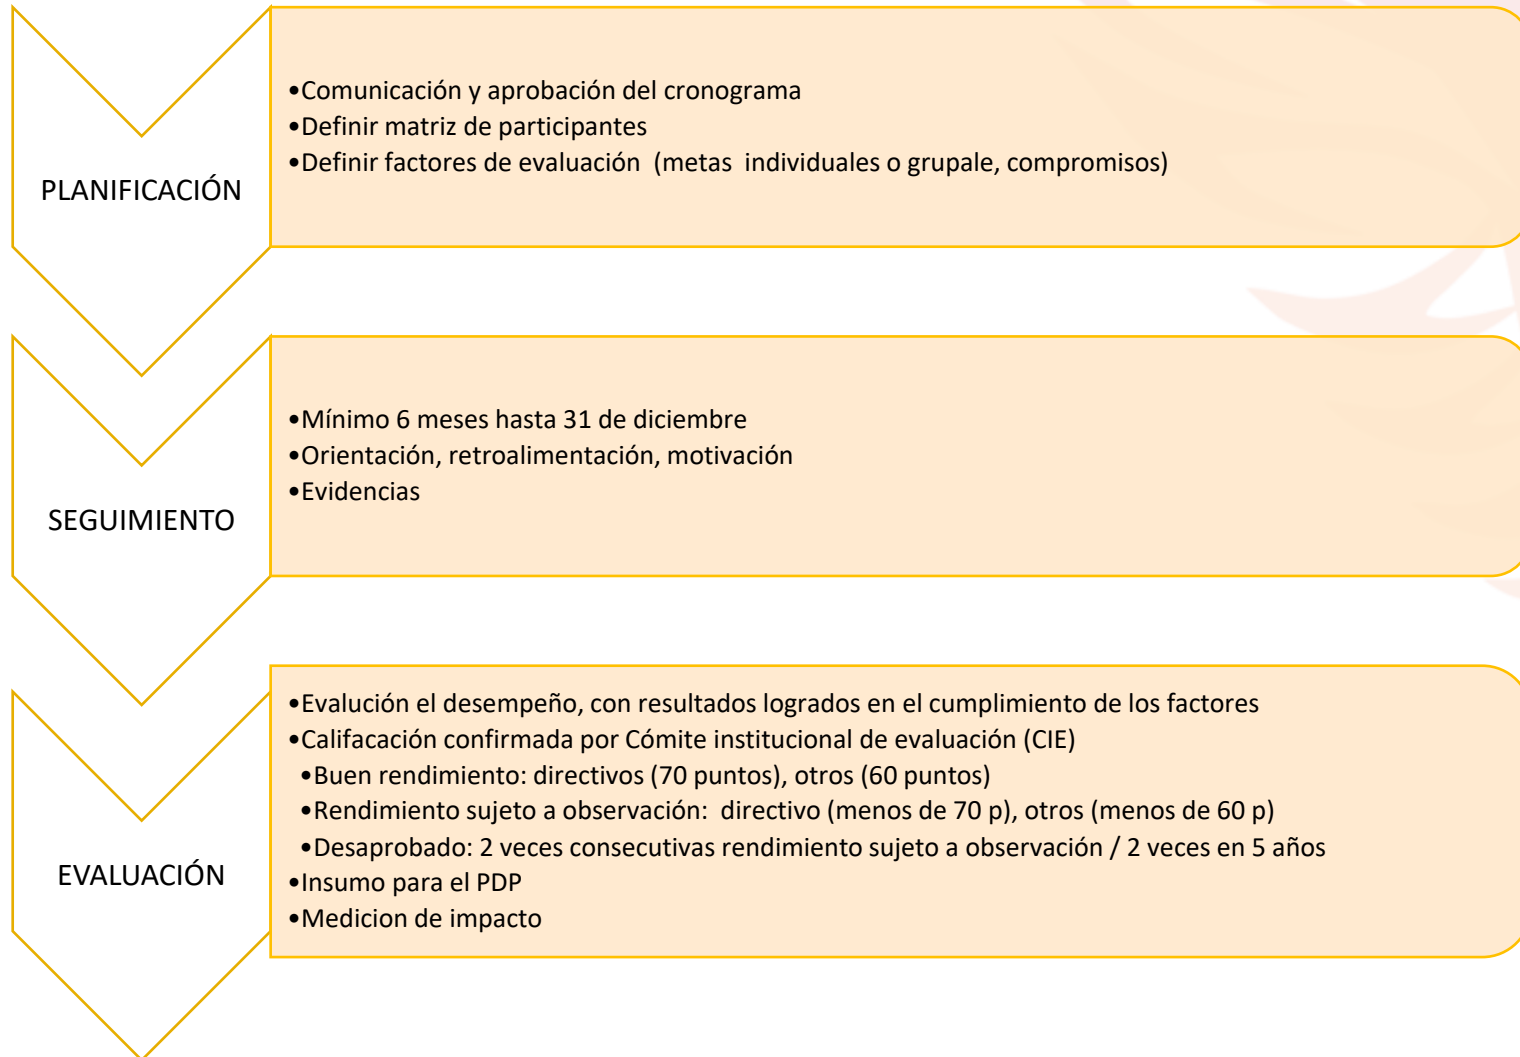 PLANIFICACIÓN
•Comunicación y aprobación del cronograma
•Definir matriz de participantes
•Definir factores de evaluación (metas individuales o grupale, compromisos)
SEGUIMIENTO
•Mínimo 6 meses hasta 31 de diciembre
•Orientación, retroalimentación, motivación
•Evidencias
EVALUACIÓN
•Evalución el desempeño, con resultados logrados en el cumplimiento de los factores
•Califacación confirmada por Cómite institucional de evaluación (CIE)
•Buen rendimiento: directivos (70 puntos), otros (60 puntos)
•Rendimiento sujeto a observación: directivo (menos de 70 p), otros (menos de 60 p)
•Desaprobado: 2 veces consecutivas rendimiento sujeto a observación / 2 veces en 5 años
•Insumo para el PDP
•Medicion de impacto